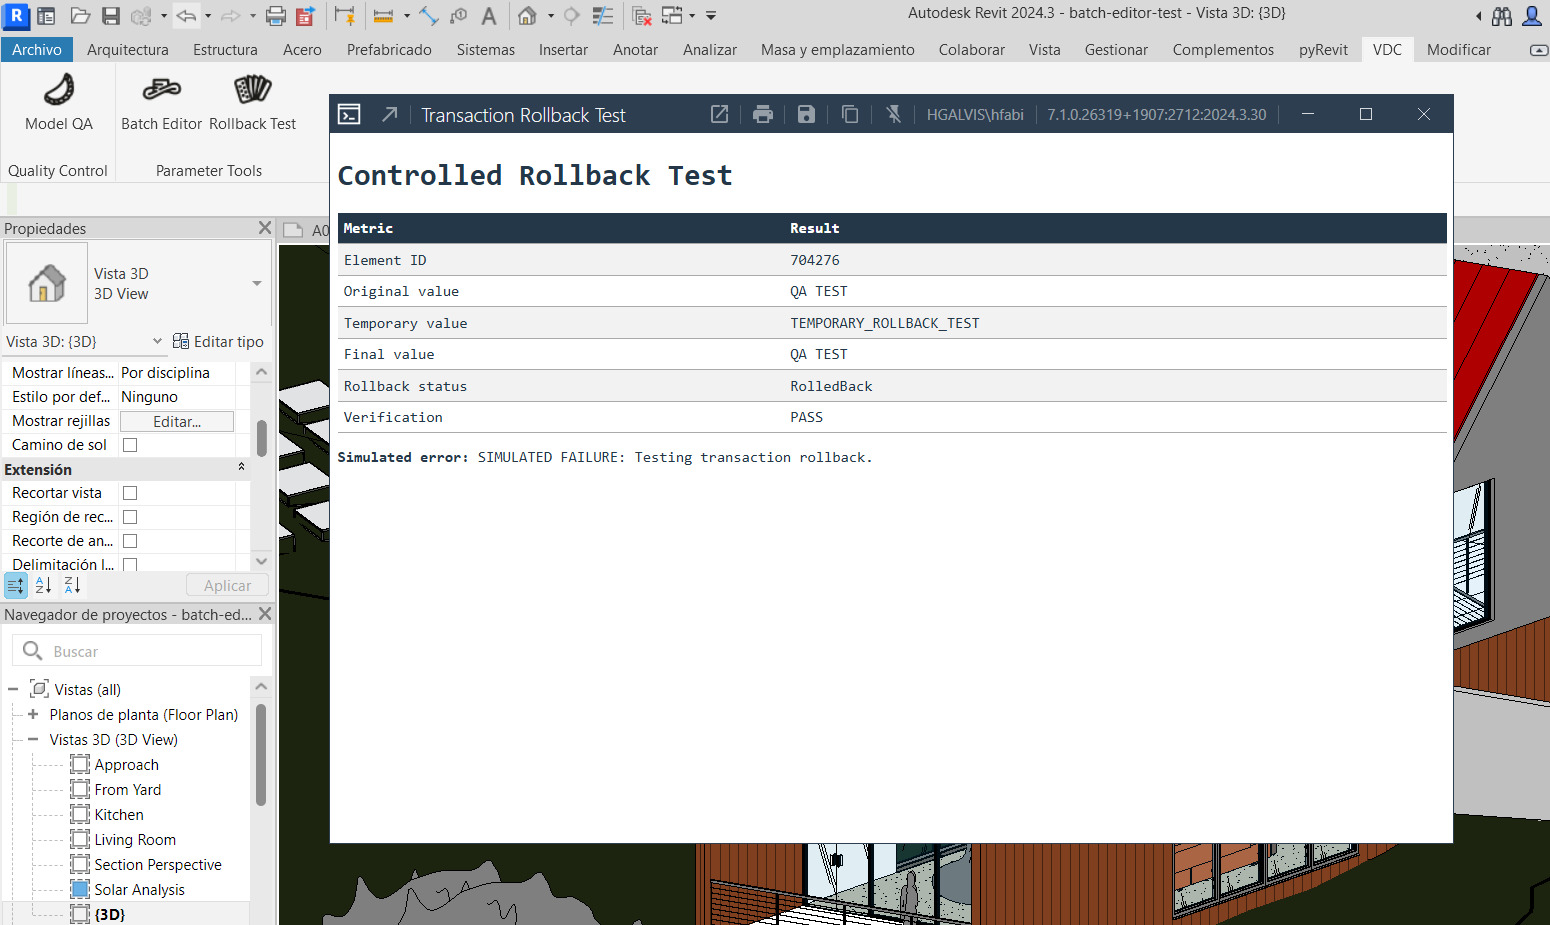 Autodesk Revit 2024.3 - batch-editor-test - Vista 3D: {3D}
Archivo Arquitectura Estructura Acero Prefabricado Sistemas Insertar Anotar Analizar Masa y emplazamiento Colaborar Vista Gestionar Complementos pyRevit VDC Modificar
Model QA Batch Editor Rollback Test
Quality Control Parameter Tools
Transaction Rollback Test HGALVIS\hfabi 7.1.0.26319+1907:2712:2024.3.30
Controlled Rollback Test
Metric Result
Element ID 704276
Original value QA TEST
Temporary value TEMPORARY_ROLLBACK_TEST
Final value QA TEST
Rollback status RolledBack
Verification PASS
Simulated error: SIMULATED FAILURE: Testing transaction rollback.
Propiedades
A0
Vista 3D
3D View
Vista 3D: {3D} Editar tipo
Mostrar líneas... Por disciplina
Estilo por def... Ninguno
Mostrar rejillas Editar...
Camino de sol
Extensión
Recortar vista
Región de rec...
Recorte de an...
Delimitación l...
Aplicar
Navegador de proyectos - batch-ed...
Buscar
Vistas (all)
Planos de planta (Floor Plan)
Vistas 3D (3D View)
Approach
From Yard
Kitchen
Living Room
Section Perspective
Solar Analysis
{3D}